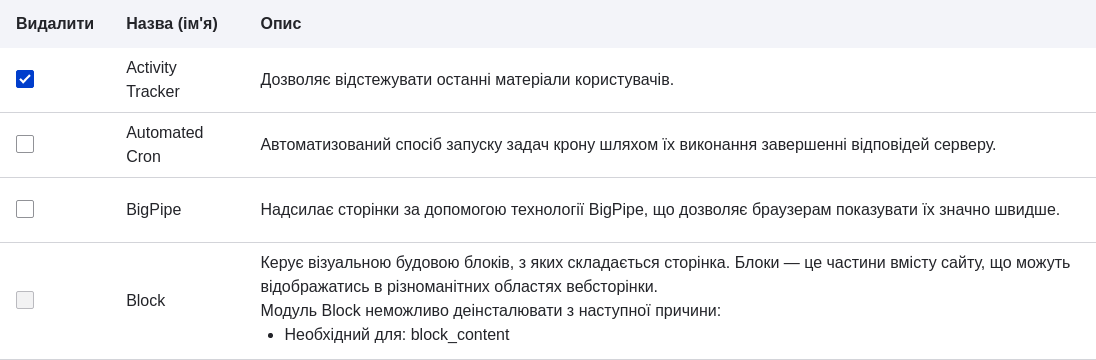 Видалити Назва (ім'я) Опис
Activity
Tracker
Дозволяє відстежувати останні матеріали користувачів.
Automated
Cron
Автоматизований спосіб запуску задач крону шляхом їх виконання завершенні відповідей серверу.
BigPipe
Надсилає сторінки за допомогою технології BigPipe, що дозволяє браузерам показувати їх значно швидше.
Block
Керує візуальною будовою блоків, з яких складається сторінка. Блоки — це частини вмісту сайту, що можуть
відображатись в різноманітних областях вебсторінки.
Модуль Block неможливо деінсталювати з наступної причини:
• Необхідний для: block_content